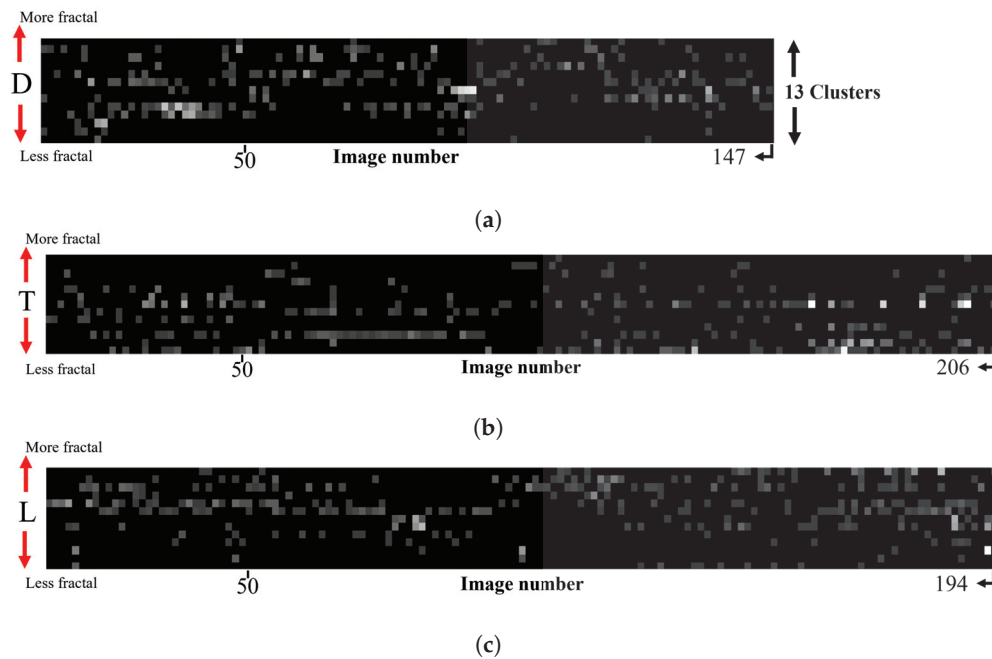 More fractal
D
13 Clusters
Less fractal
50
Image number
147
(a)
More fractal
T
Less fractal
50
Image number
206
(b)
More fractal
L
Less fractal
50
Image number
194
(c)